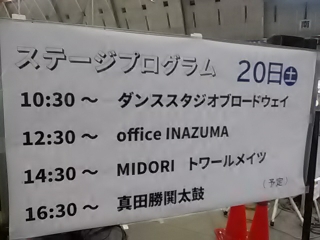 ステージプログラム 20日土
10:30～ ダンススタジオブロードウェイ
12:30～ office INAZUMA
14:30～ MIDORI トワールメイツ
(予定)
16:30～ 真田勝鬨太鼓